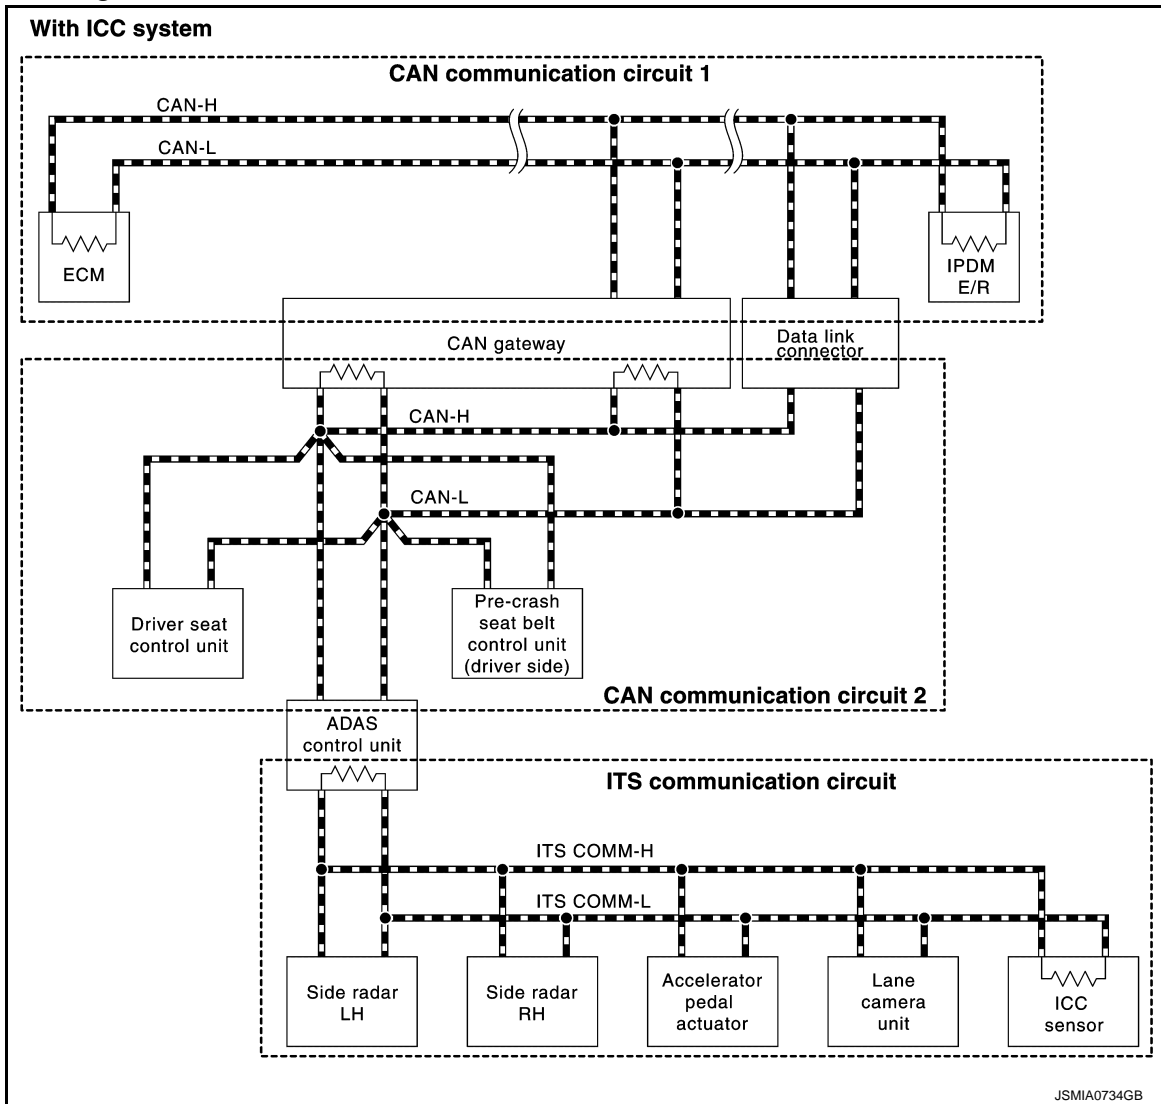 With ICC system
CAN communication circuit 1
CAN-H
CAN-L
ECM
IPDM
E/R
CAN gateway
Data link
connector
CAN-H
CAN-L
Driver seat
control unit
Pre-crash
seat belt
control unit
(driver side)
CAN communication circuit 2
ADAS
control unit
ITS communication circuit
ITS COMM-H
ITS COMM-L
Side radar
LH
Side radar
RH
Accelerator
pedal
actuator
Lane
camera
unit
ICC
sensor
JSMIA0734GB